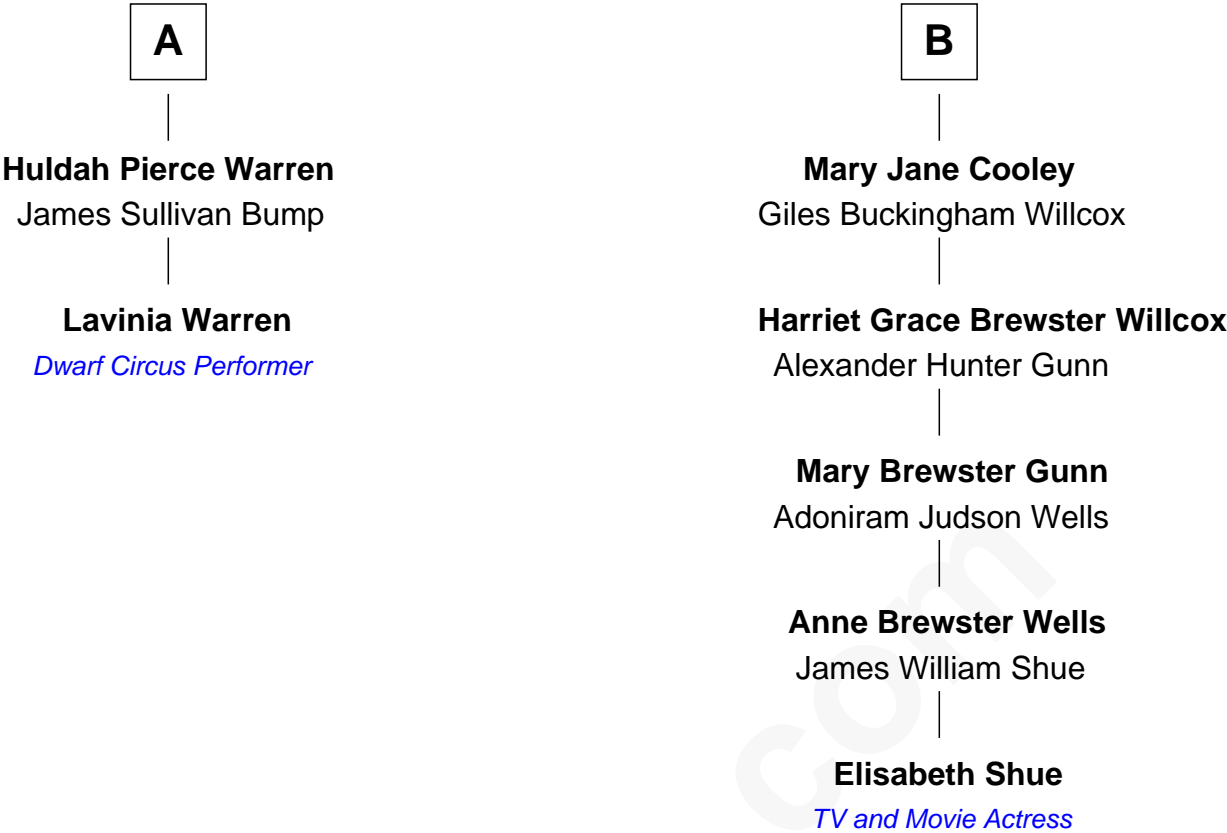 A
Huldah Pierce Warren
James Sullivan Bump
Lavinia Warren
Dwarf Circus Performer
B
Mary Jane Cooley
Giles Buckingham Willcox
Harriet Grace Brewster Willcox
Alexander Hunter Gunn
Mary Brewster Gunn
Adoniram Judson Wells
Anne Brewster Wells
James William Shue
Elisabeth Shue
TV and Movie Actress
com